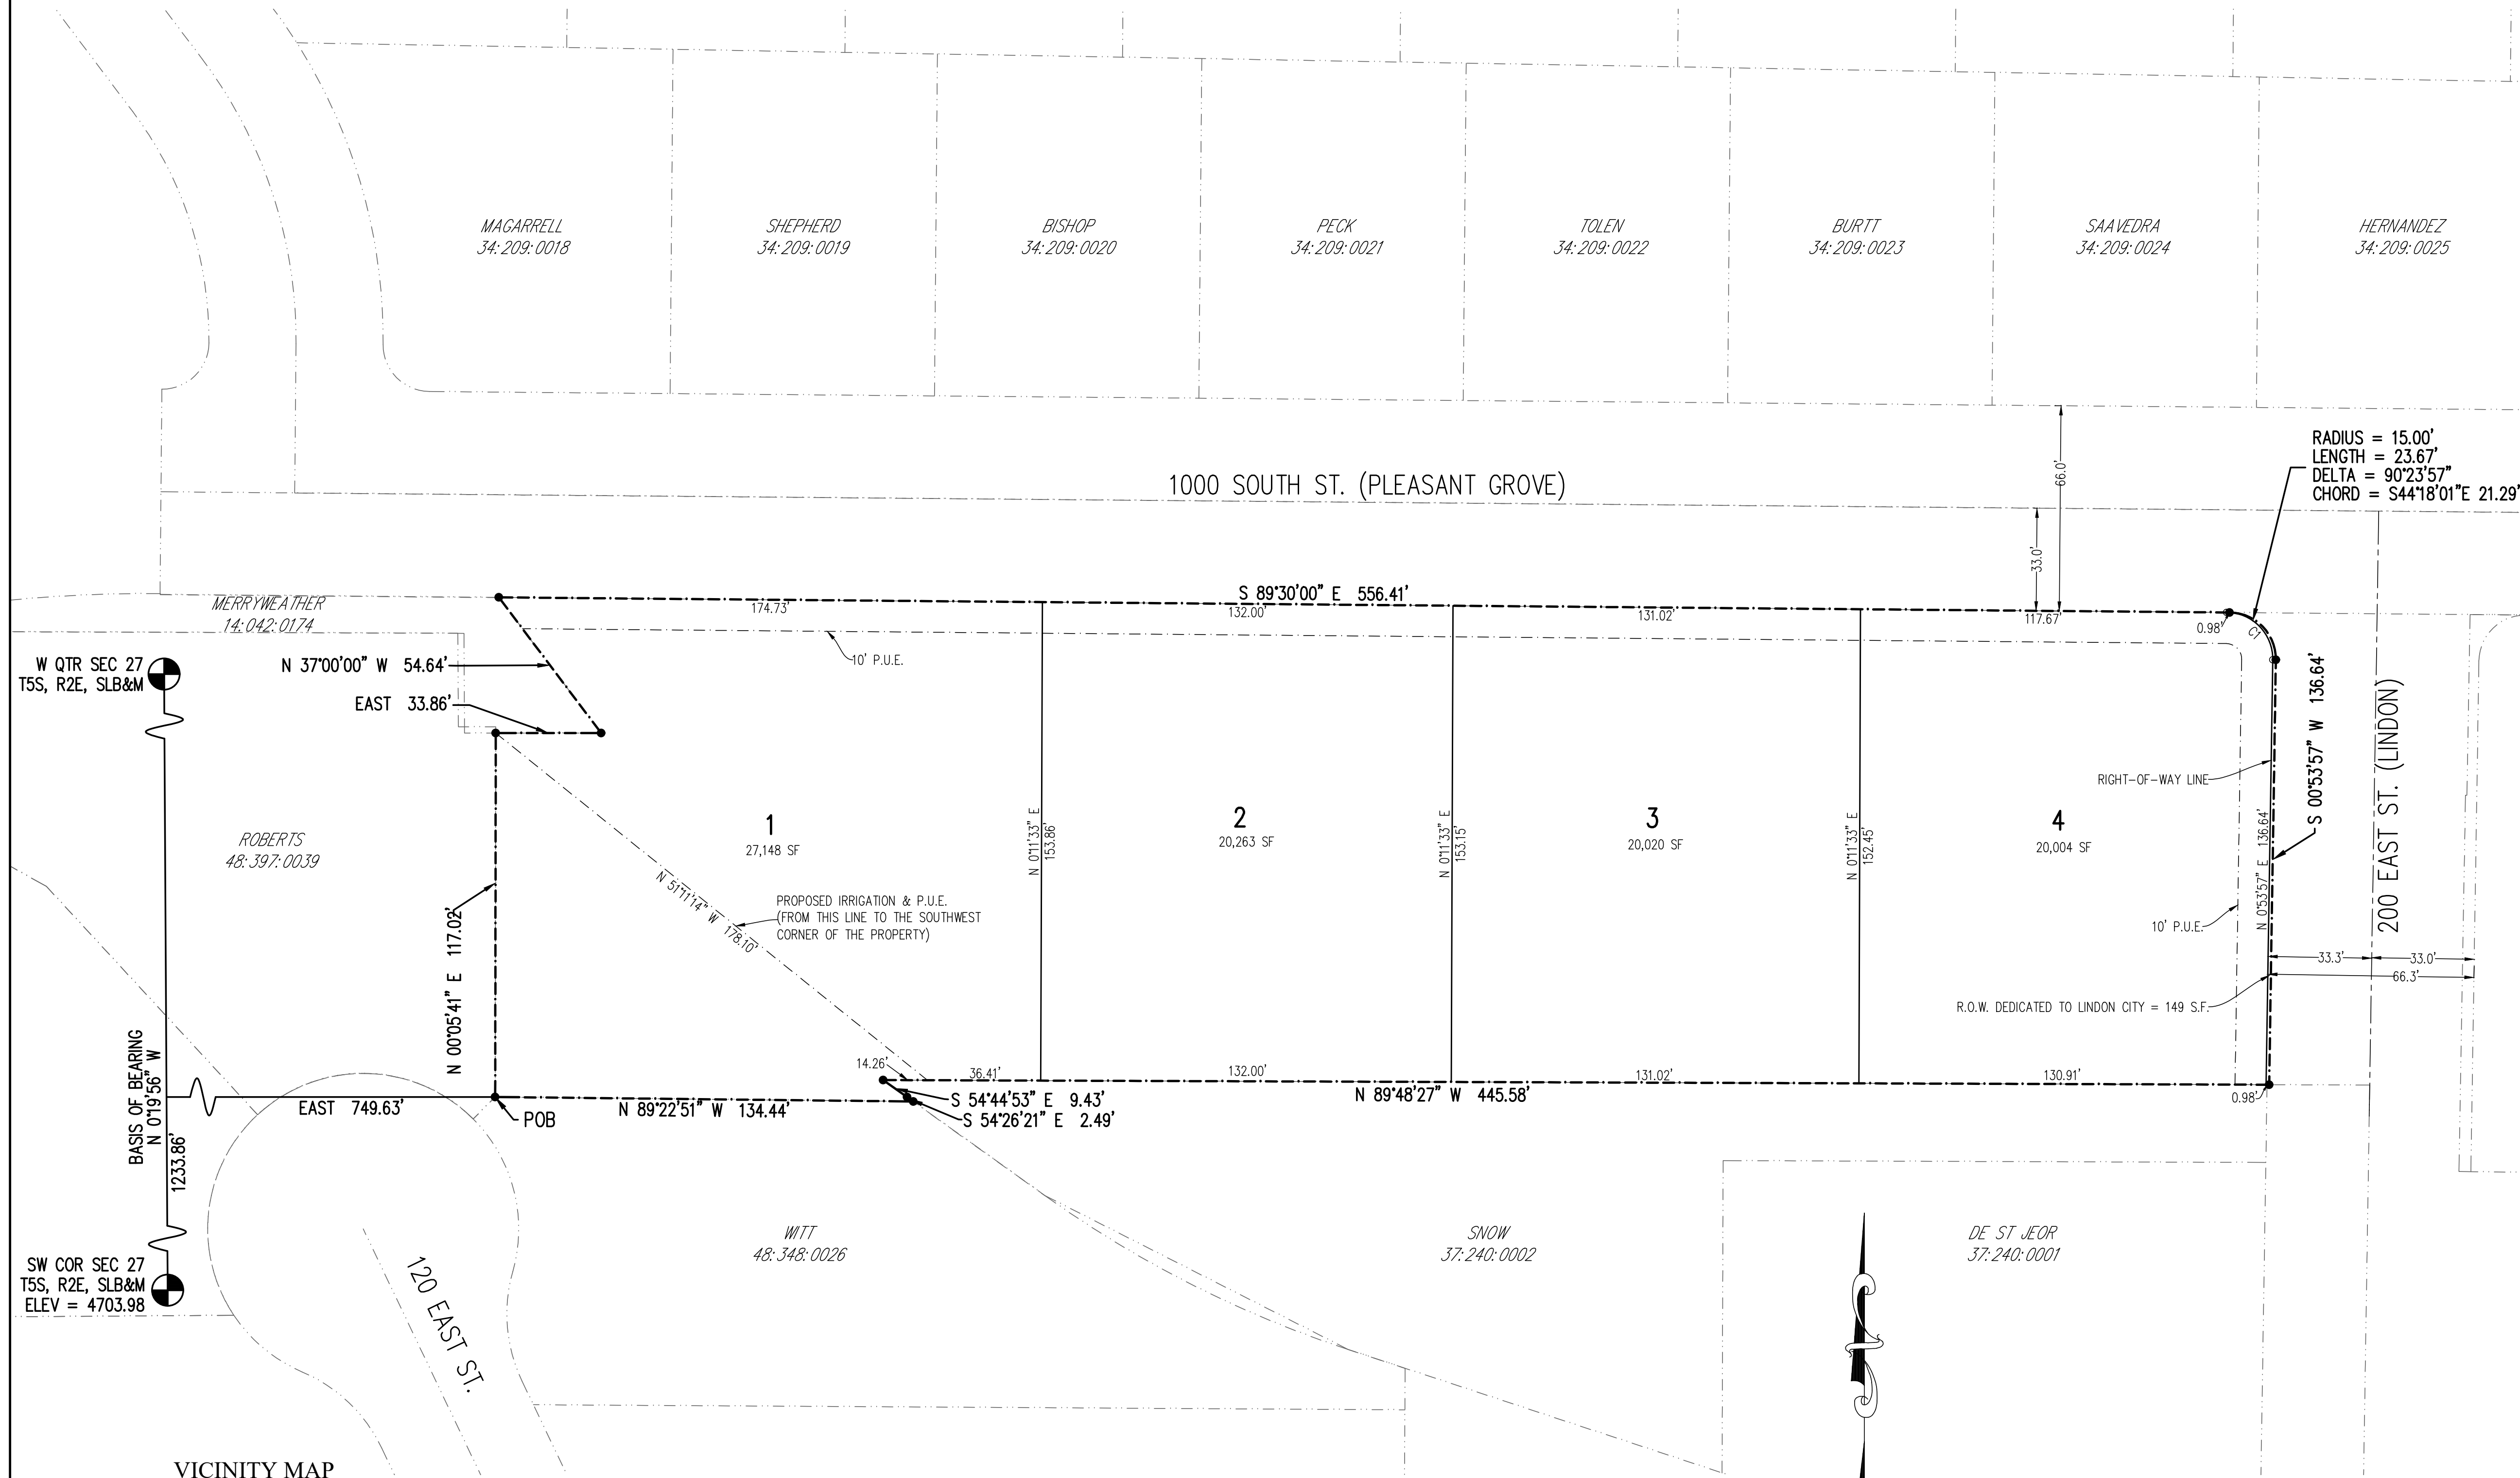 MAGARRELL
34:209:0018
SHEPHERD
34:209:0019
BISHOP
34:209:0020
PECK
34:209:0021
TOLEN
34:209:0022
BURTT
34:209:0023
SAAVEDRA
34:209:0024
HERNANDEZ
34:209:0025
RADIUS = 15.00'
LENGTH = 23.67'
DELTA = 90°23'57"
CHORD = S44°18'01"E 21.29'
1000 SOUTH ST. (PLEASANT GROVE)
66.0'
33.0'
S 89°30'00" E 556.41'
174.73'
132.00'
131.02'
117.67'
0.98'
C1
MERRYWEATHER
14:042:0174
10' P.U.E.
W QTR SEC 27
T5S, R2E, SLB&M
N 37°00'00" W 54.64'
EAST 33.86'
S 00°53'57" W 136.64'
200 EAST ST. (LINDON)
RIGHT-OF-WAY LINE
ROBERTS
48:397:0039
1
27,148 SF
N 0°11'33" E
153.86'
2
20,263 SF
N 0°11'33" E
153.15'
3
20,020 SF
N 0°11'33" E
152.45'
4
20,004 SF
N 0°53'57" E 136.64'
N 51°11'14" W 178.10'
PROPOSED IRRIGATION & P.U.E.
(FROM THIS LINE TO THE SOUTHWEST
CORNER OF THE PROPERTY)
10' P.U.E.
33.3'
33.0'
66.3'
R.O.W. DEDICATED TO LINDON CITY = 149 S.F.
N 00°05'41" E 117.02'
BASIS OF BEARING
N 0°19'56" W
1233.86'
EAST 749.63'
POB
N 89°22'51" W 134.44'
14.26'
36.41'
132.00'
131.02'
130.91'
0.98'
S 54°44'53" E 9.43'
S 54°26'21" E 2.49'
N 89°48'27" W 445.58'
WITT
48:348:0026
SNOW
37:240:0002
DE ST JEOR
37:240:0001
SW COR SEC 27
T5S, R2E, SLB&M
ELEV = 4703.98
120 EAST ST.
VICINITY MAP